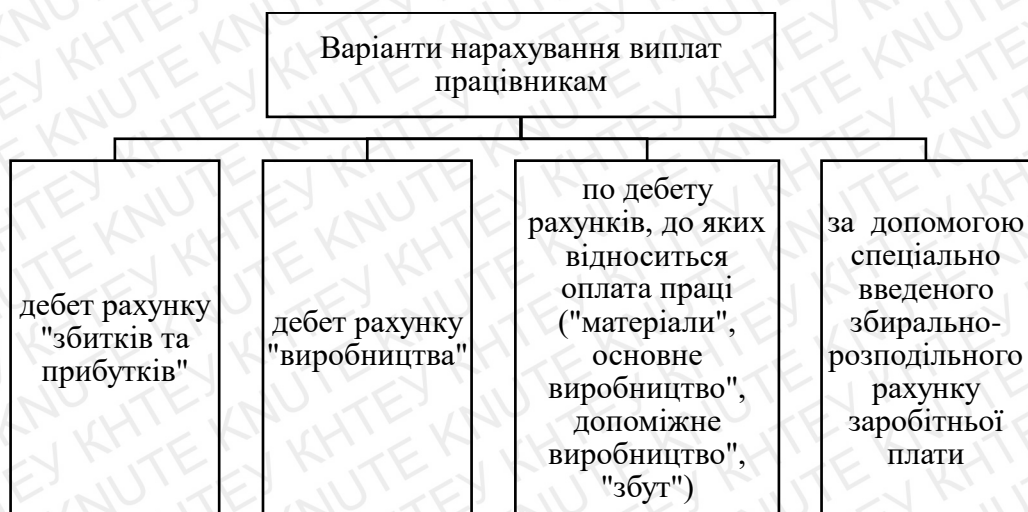 Варіанти нарахування виплат
працівникам
дебет рахунку
"збитків та
прибутків"
дебет рахунку
"виробництва"
по дебету
рахунків, до яких
відноситься
оплата праці
("матеріали",
основне
виробництво",
допоміжне
виробництво",
"збут")
за допомогою
спеціально
введеного
збирально-
розподільного
рахунку
заробітньої
плати